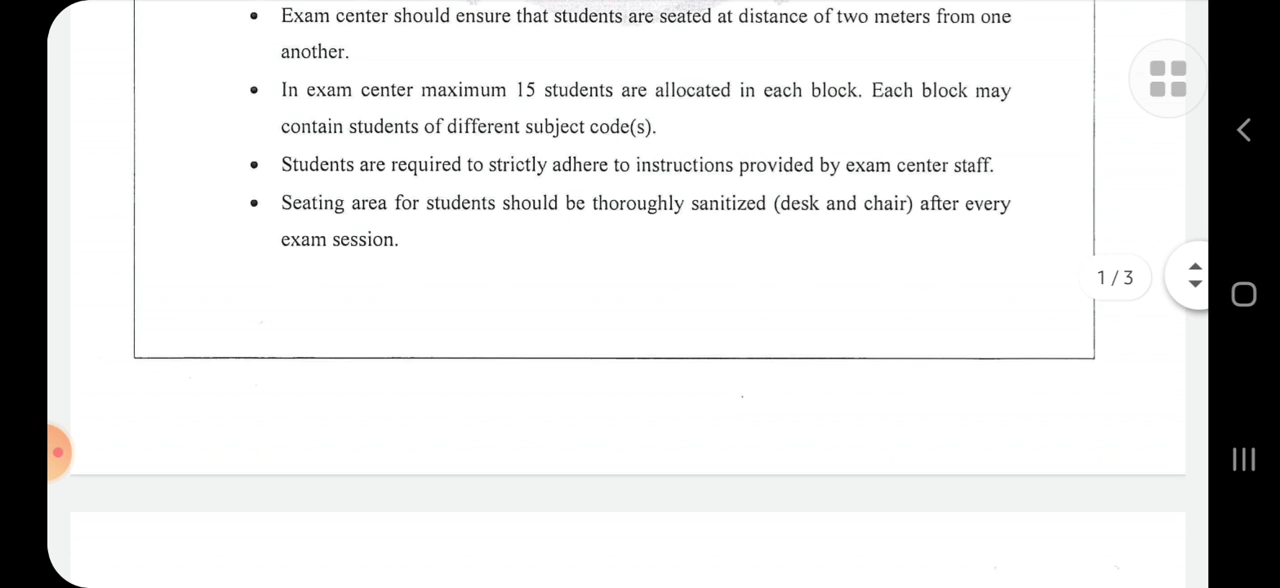 • Exam center should ensure that students are seated at distance of two meters from one
another.
• In exam center maximum 15 students are allocated in each block. Each block may
contain students of different subject code(s).
• Students are required to strictly adhere to instructions provided by exam center staff.
• Seating area for students should be thoroughly sanitized (desk and chair) after every
exam session.
1 / 3